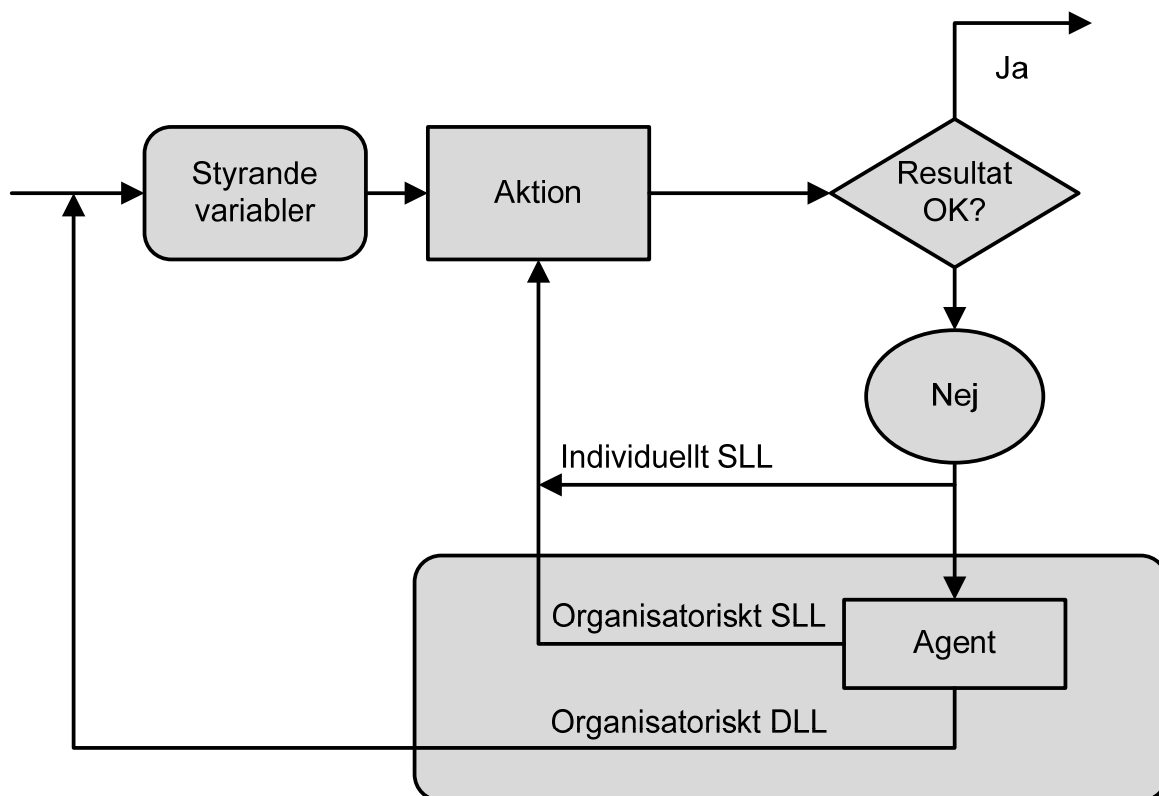 Ja
Styrande
variabler
Aktion
Resultat
OK?
Nej
Individuellt SLL
Organisatoriskt SLL
Agent
Organisatoriskt DLL